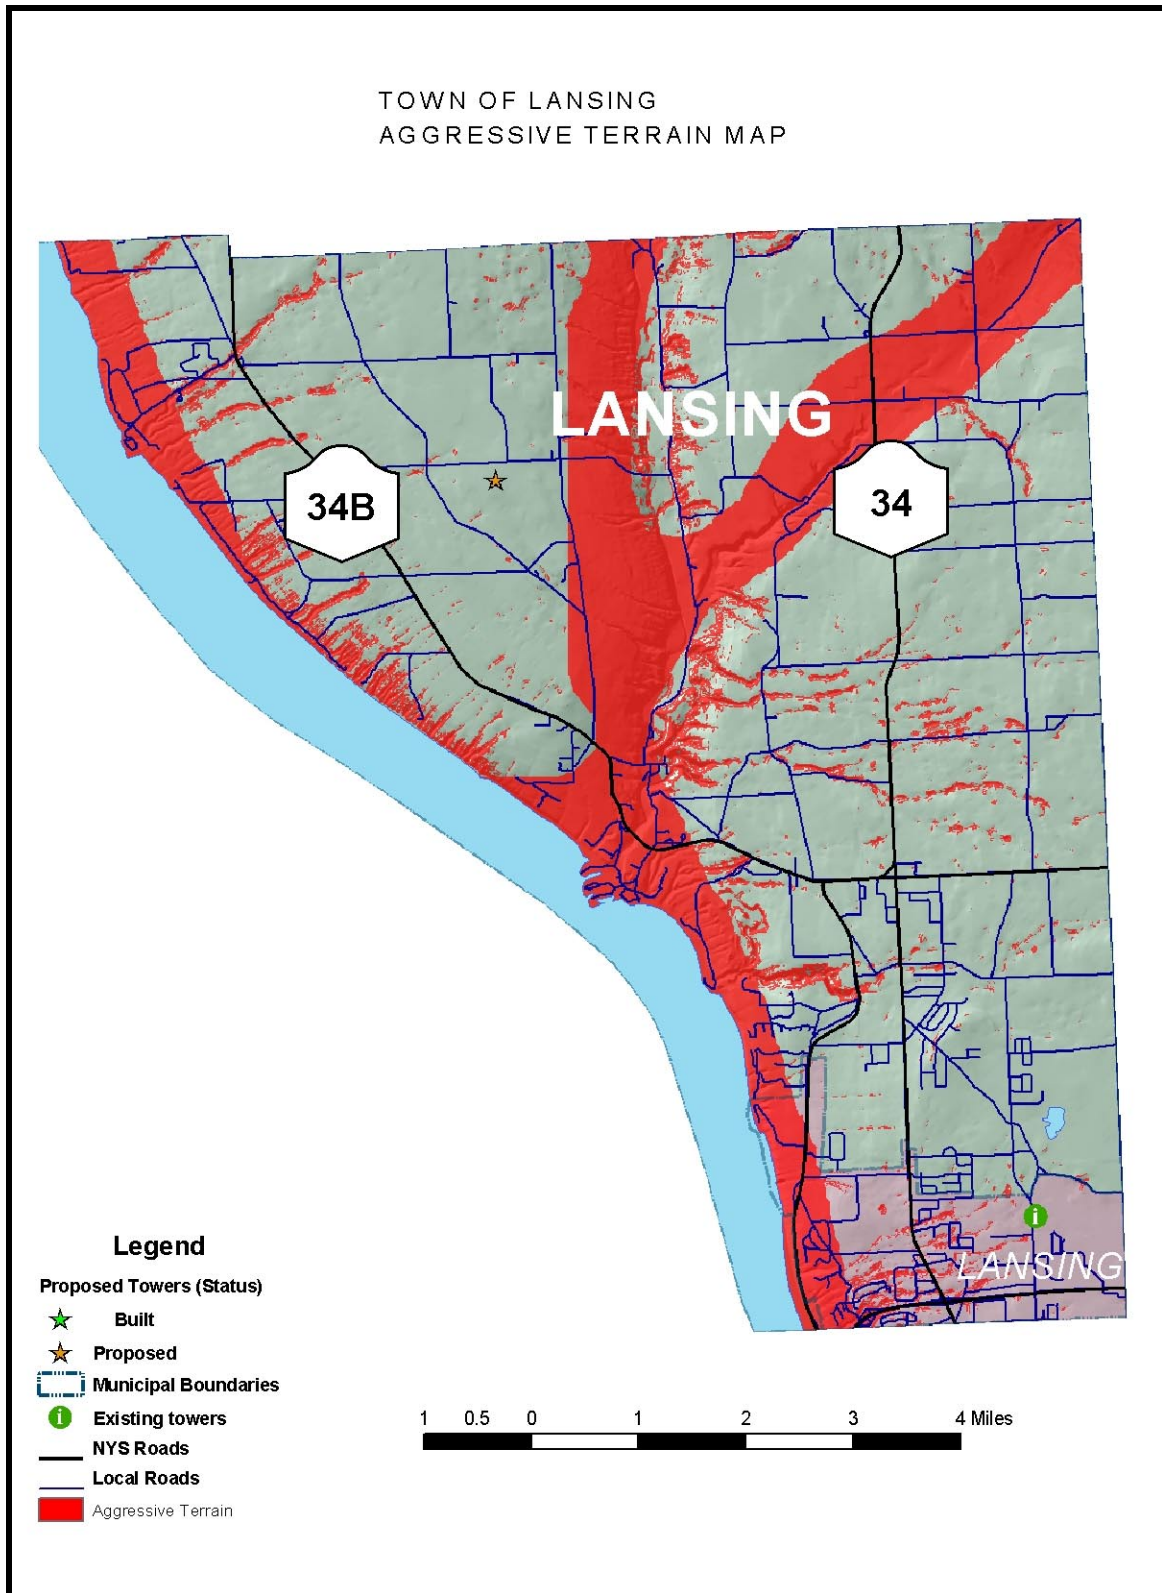 TOWN OF LANSING
AGGRESSIVE TERRAIN MAP
LANSING
34B
34
i
LANSING
Legend
Proposed Towers (Status)
Built
Proposed
Municipal Boundaries
i Existing towers
NYS Roads
Local Roads
Aggressive Terrain
1 0.5 0 1 2 3 4 Miles